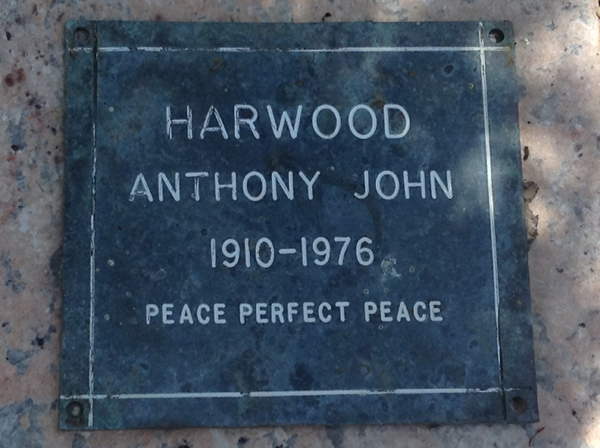 HARWOOD
ANTHONY JOHN
1910-1976
PEACE PERFECT PEACE